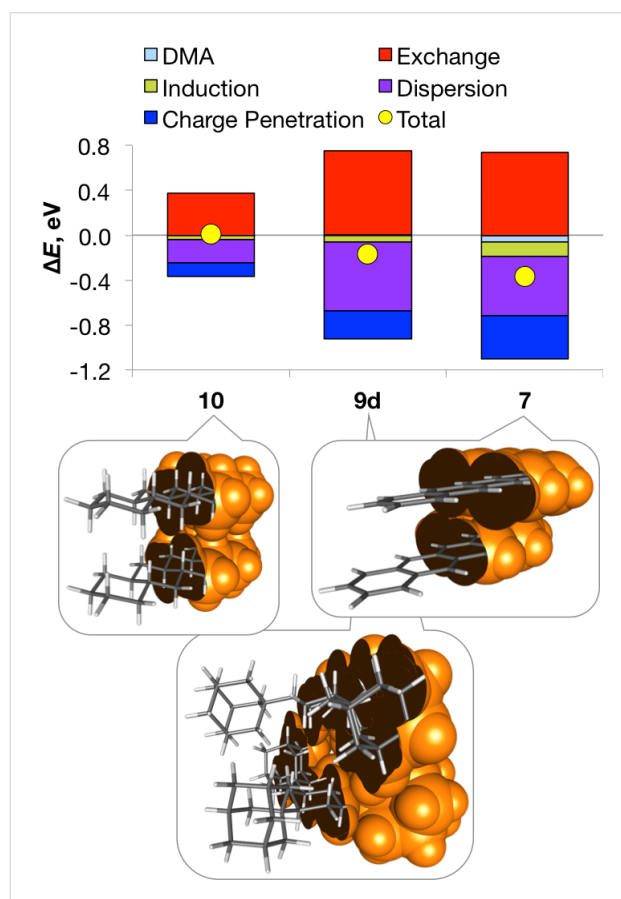 DMA Exchange
Induction Dispersion
Charge Penetration Total
ΔE, eV
0.8
0.4
0.0
-0.4
-0.8
-1.2
10 9d 7